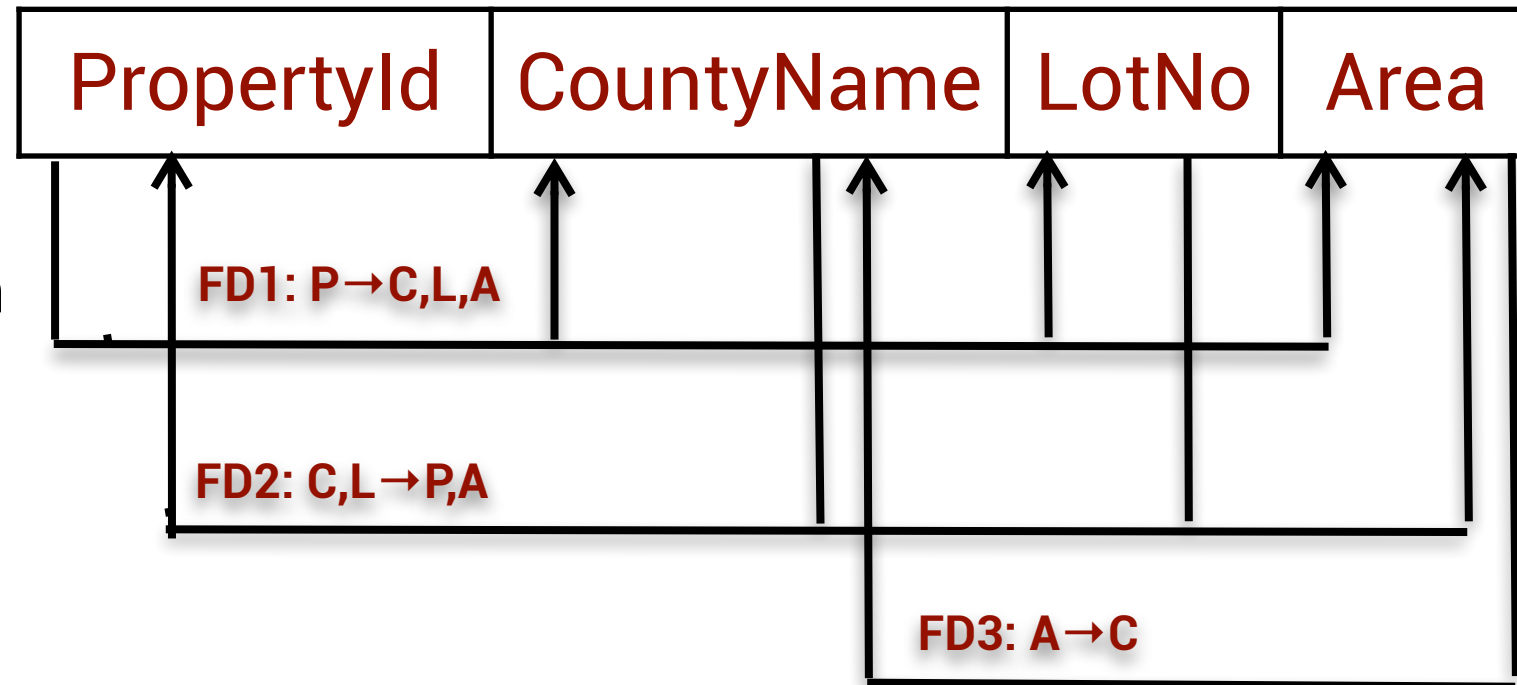 PropertyId CountyName LotNo Area
FD1: P→C,L,A
FD2: C,L→P,A
FD3: A→C